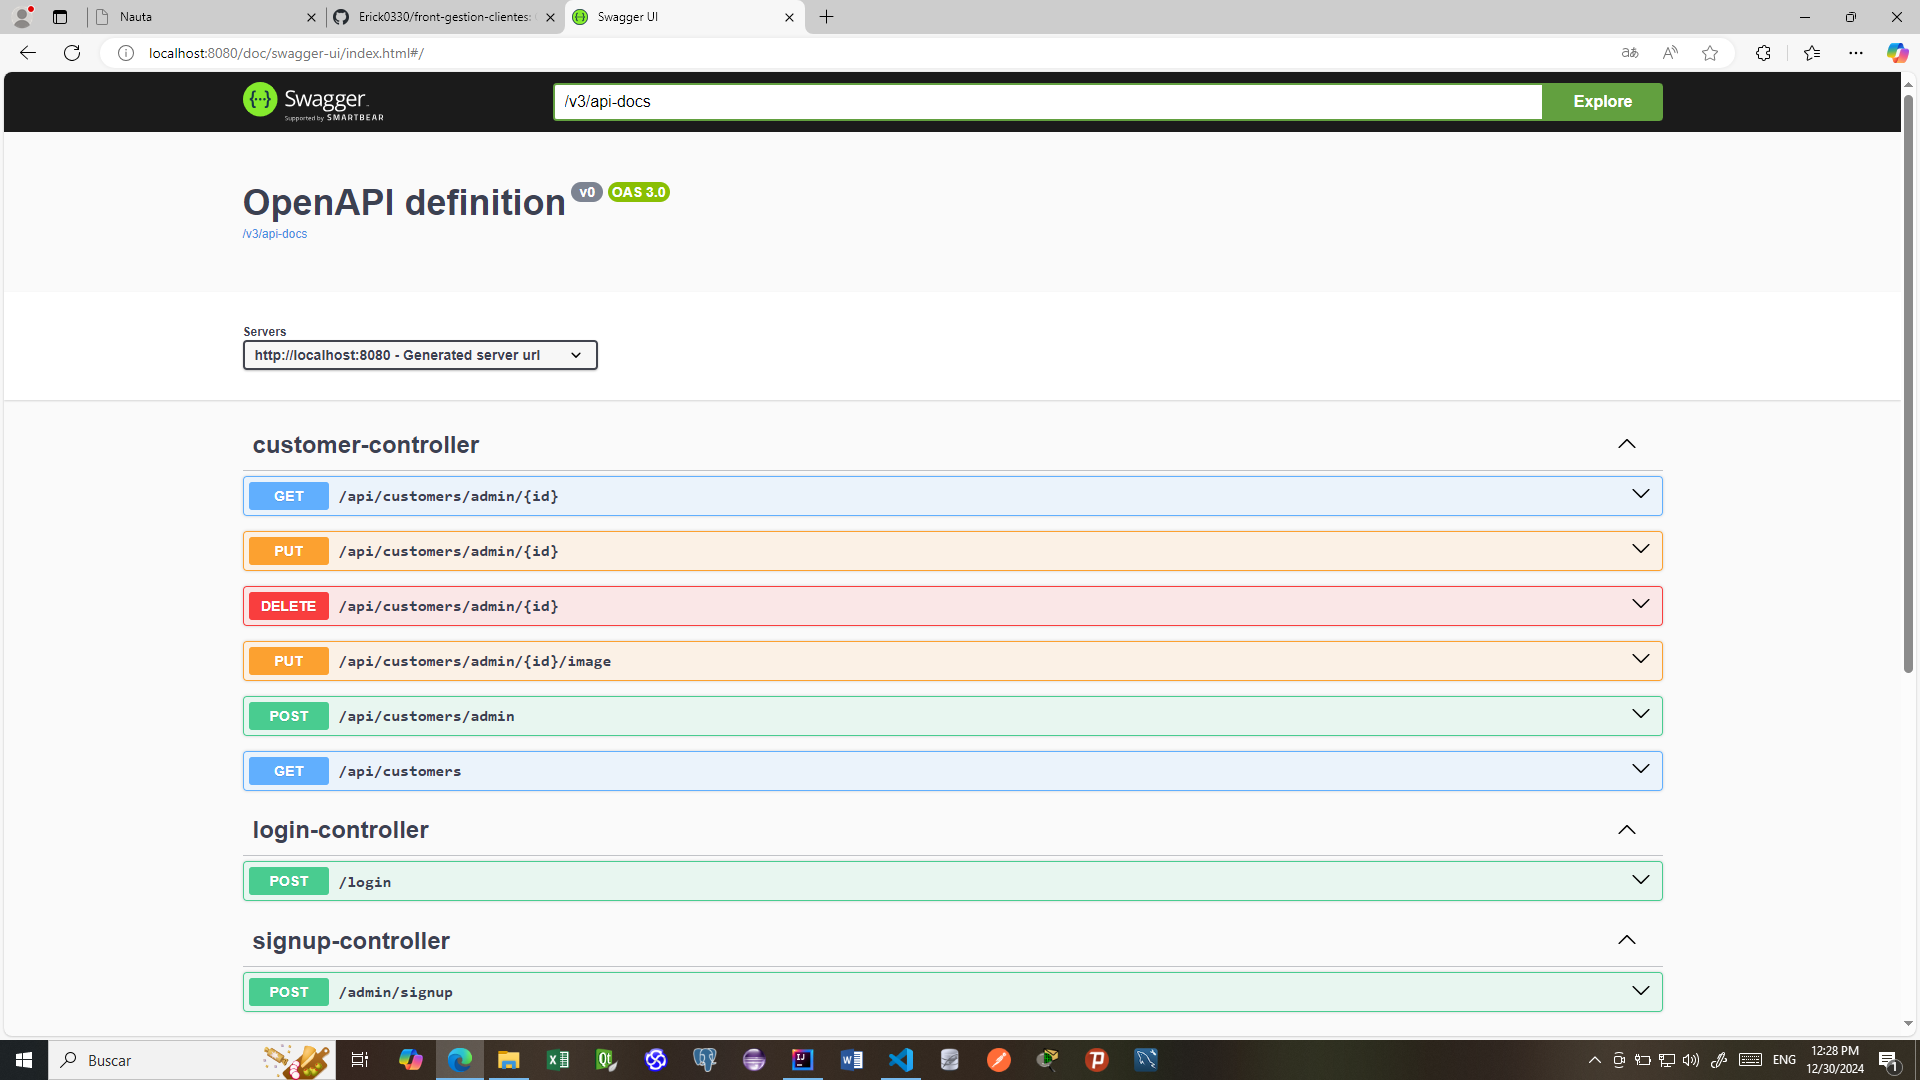 Nauta
Erick0330/front-gestion-clientes:
Swagger UI
localhost:8080/doc/swagger-ui/index.html#/
Swagger
Supported by SMARTBEAR
/v3/api-docs
Explore
OpenAPI definition v0 OAS 3.0
/v3/api-docs
Servers
http://localhost:8080 - Generated server url
customer-controller
GET /api/customers/admin/{id}
PUT /api/customers/admin/{id}
DELETE /api/customers/admin/{id}
PUT /api/customers/admin/{id}/image
POST /api/customers/admin
GET /api/customers
login-controller
POST /login
signup-controller
POST /admin/signup
Buscar
ENG
12:28 PM
12/30/2024
1